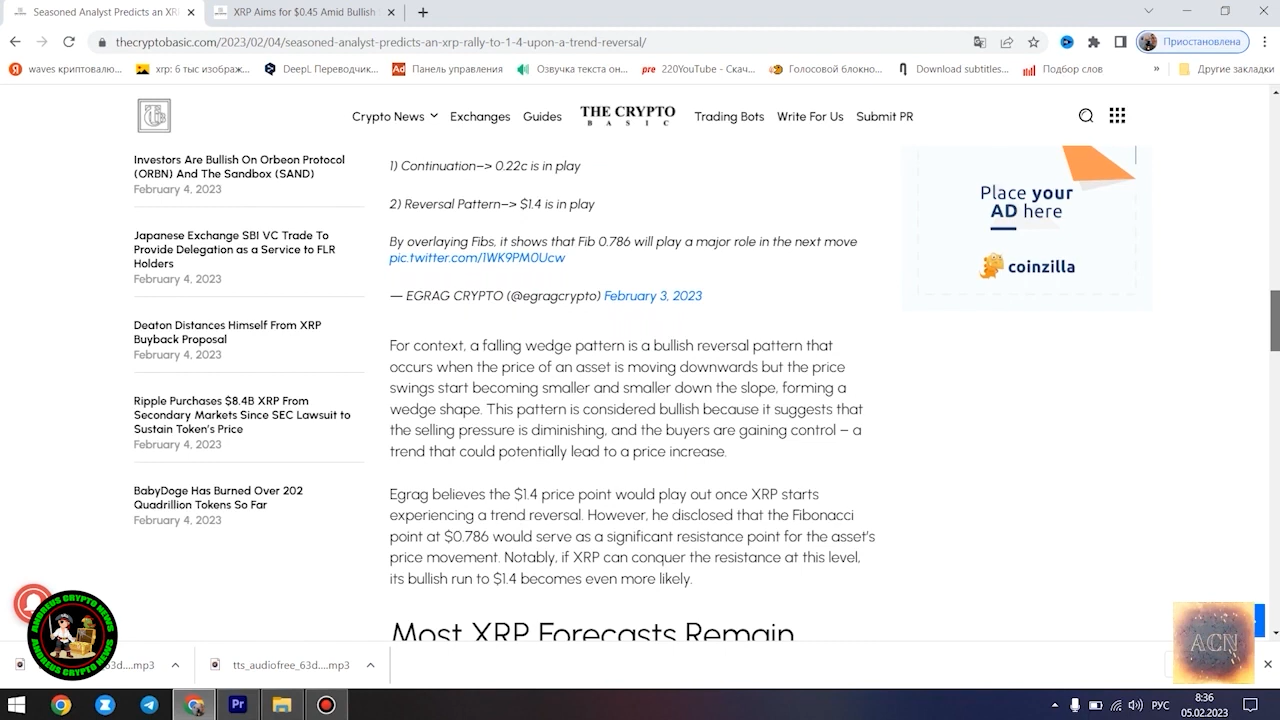 Seasoned Analyst Predicts an XR
XRP Aims for $0.45 Amid Bullish
thecryptobasic.com/2023/02/04/seasoned-analyst-predicts-an-xrp-rally-to-1-4-upon-a-trend-reversal/
Приостановлена
waves криптовалю...
xrp: 6 тыс изображ...
DeepL Переводчик...
Ad Панель управления
Озвучка текста он...
pre 220YouTube - Скач...
Голосовой блокно...
Download subtitles...
Подбор слов
»
Другие закладки
Crypto News
Exchanges
Guides
THE CRYPTO
BASIC
Trading Bots
Write For Us
Submit PR
Investors Are Bullish On Orbeon Protocol
(ORBN) And The Sandbox (SAND)
February 4, 2023
Japanese Exchange SBI VC Trade To
Provide Delegation as a Service to FLR
Holders
February 4, 2023
Deaton Distances Himself From XRP
Buyback Proposal
February 4, 2023
Ripple Purchases $8.4B XRP From
Secondary Markets Since SEC Lawsuit to
Sustain Token's Price
February 4, 2023
BabyDoge Has Burned Over 202
Quadrillion Tokens So Far
February 4, 2023
1) Continuation–> 0.22c is in play
2) Reversal Pattern–> $1.4 is in play
By overlaying Fibs, it shows that Fib 0.786 will play a major role in the next move
pic.twitter.com/1WK9PM0Ucw
— EGRAG CRYPTO (@egragcrypto) February 3, 2023
For context, a falling wedge pattern is a bullish reversal pattern that
occurs when the price of an asset is moving downwards but the price
swings start becoming smaller and smaller down the slope, forming a
wedge shape. This pattern is considered bullish because it suggests that
the selling pressure is diminishing, and the buyers are gaining control – a
trend that could potentially lead to a price increase.
Egrag believes the $1.4 price point would play out once XRP starts
experiencing a trend reversal. However, he disclosed that the Fibonacci
point at $0.786 would serve as a significant resistance point for the asset's
price movement. Notably, if XRP can conquer the resistance at this level,
its bullish run to $1.4 becomes even more likely.
Most XRP Forecasts Remain
Place your
AD here
coinzilla
ANDREUS CRYPTO NEWS
ANDREUS CRYPTO NEWS
ACN
63d....mp3
tts_audiofree_63d....mp3
Pr
РУС
8:36
05.02.2023